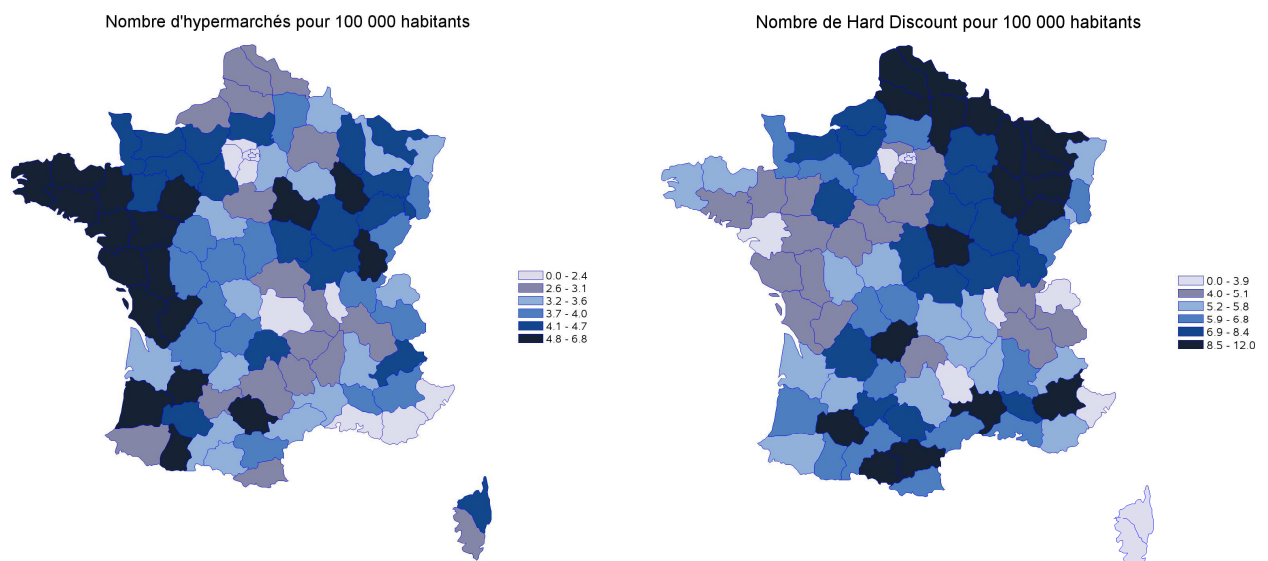 Nombre d'hypermarchés pour 100 000 habitants
0.0 - 2.4
2.6 - 3.1
3.2 - 3.6
3.7 - 4.0
4.1 - 4.7
4.8 - 6.8
Nombre de Hard Discount pour 100 000 habitants
0.0 - 3.9
4.0 - 5.1
5.2 - 5.8
5.9 - 6.8
6.9 - 8.4
8.5 - 12.0